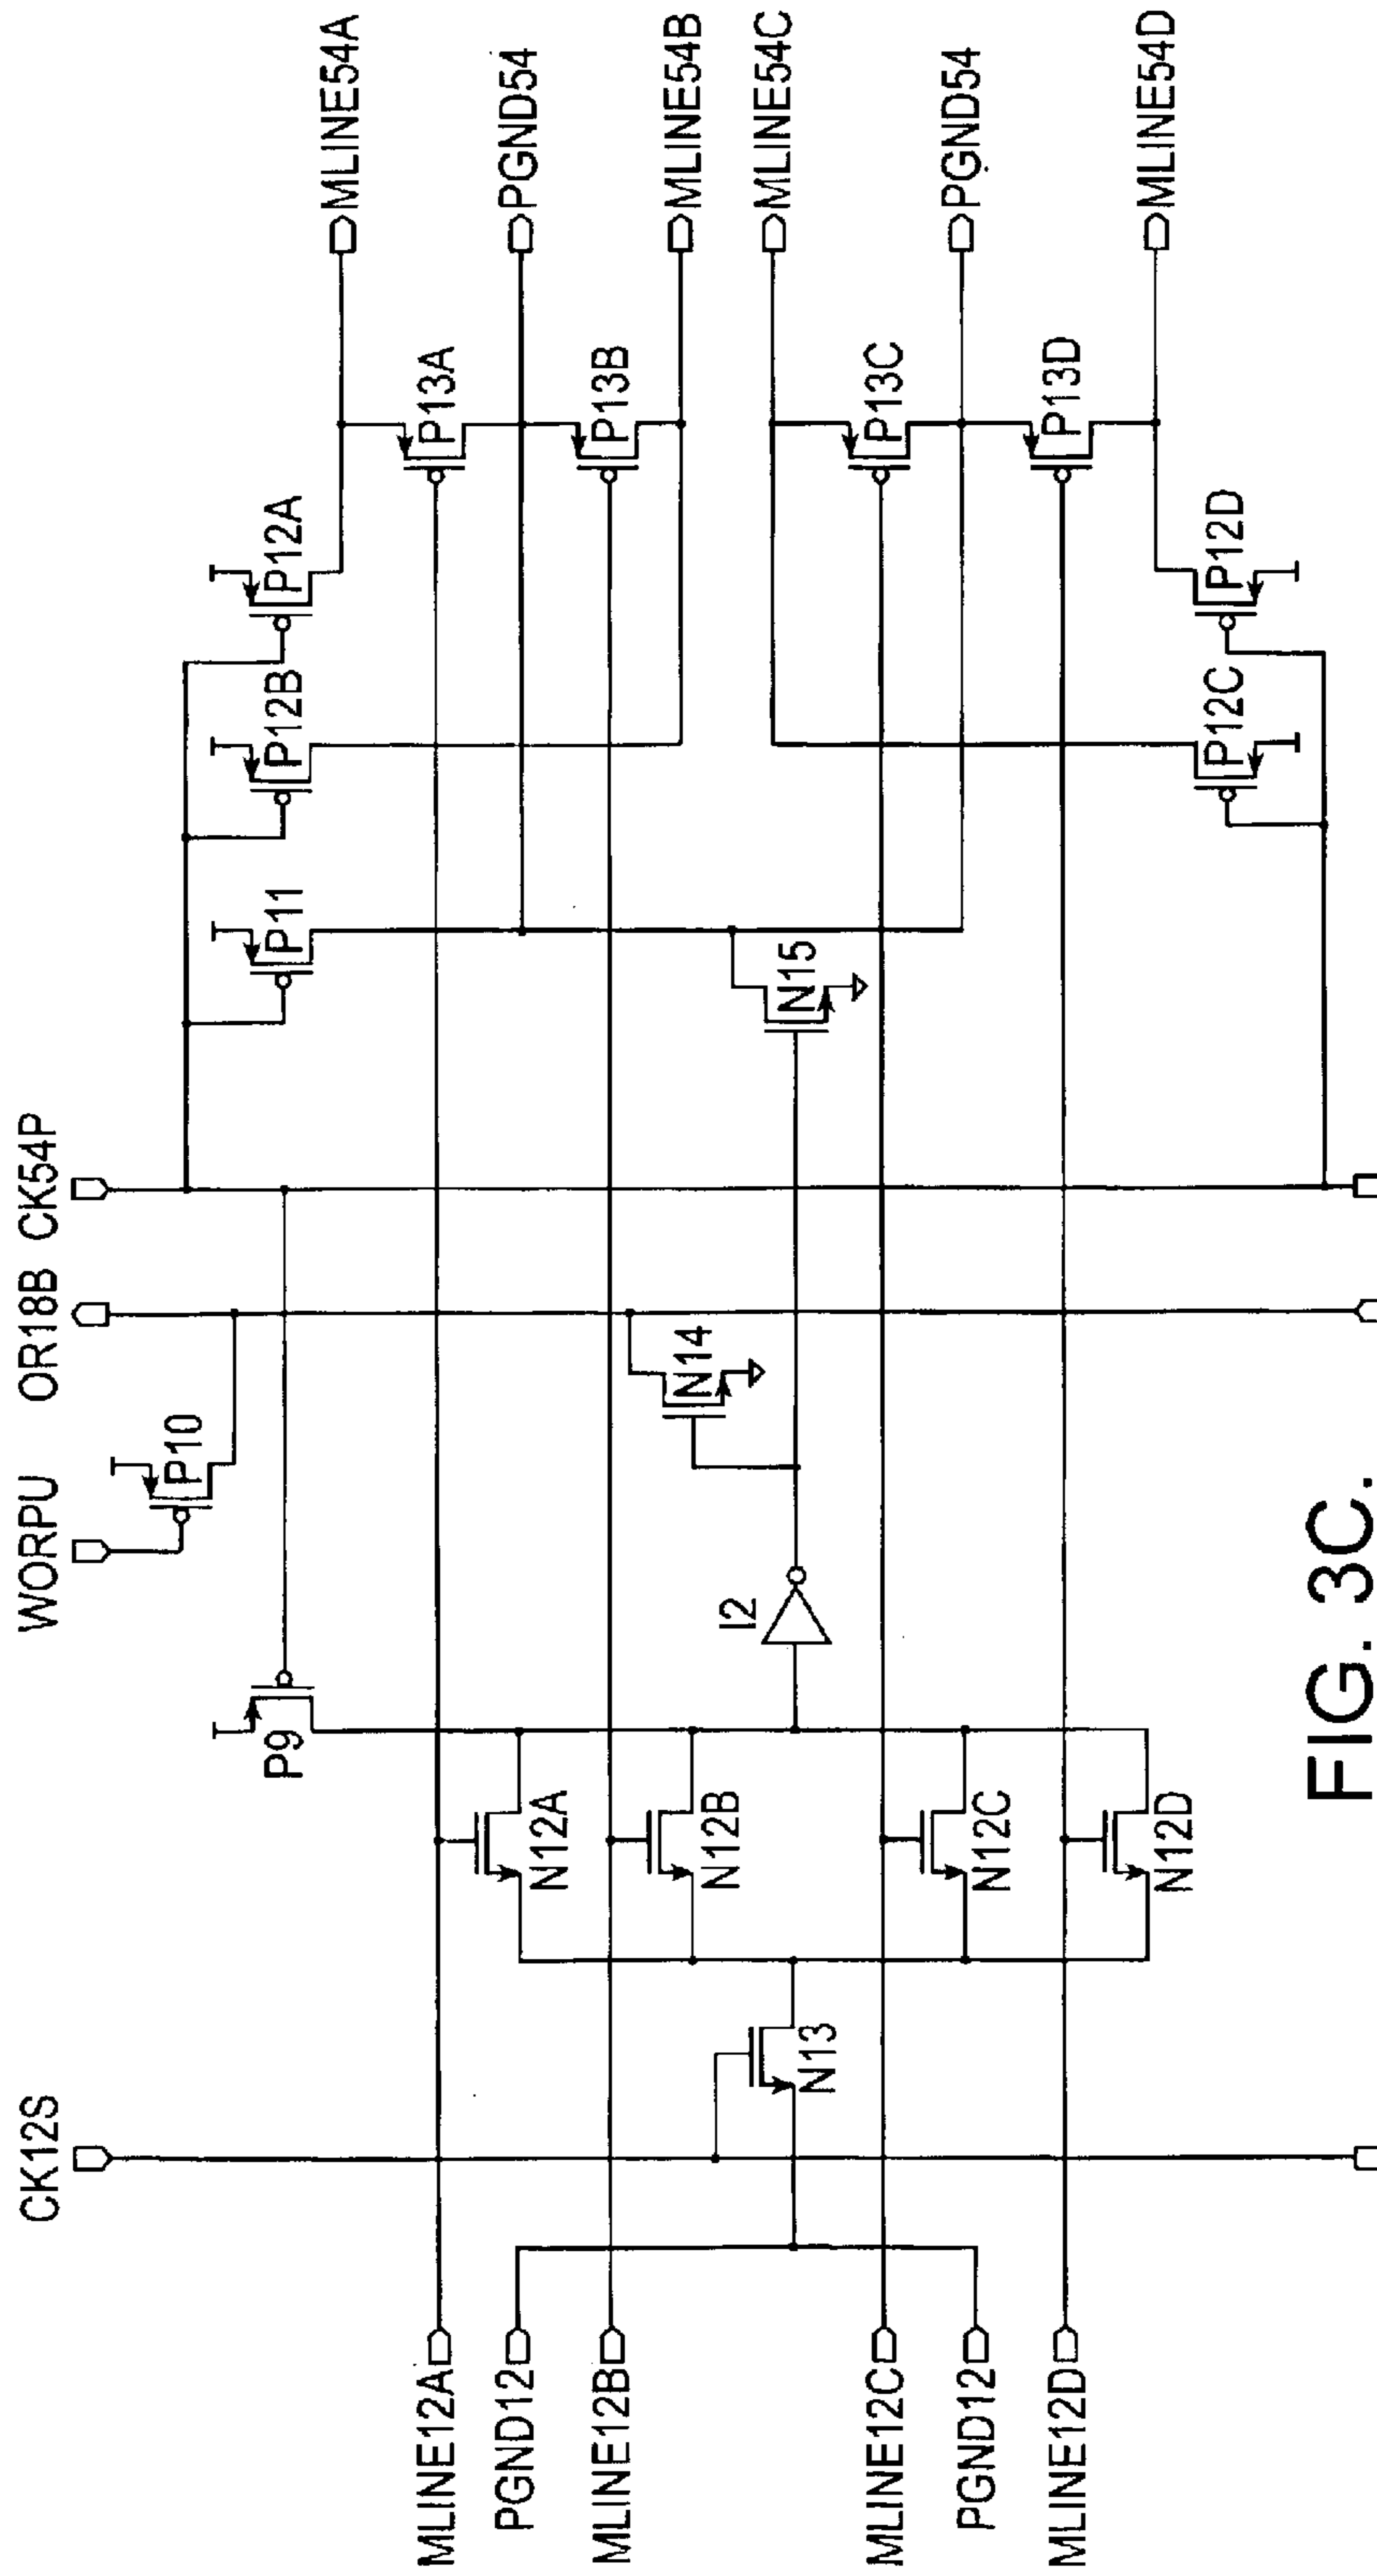 WORPU
OR18B
CK54P
CK12S
P10
P9
P11
P12B
P12A
MLINE54A
P13A
PGND54
P13B
MLINE54B
MLINE12A
PGND12
MLINE12B
N12A
N12B
N13
I2
N14
N15
MLINE54C
P13C
PGND54
P13D
MLINE54D
MLINE12C
PGND12
MLINE12D
N12C
N12D
P12C
P12D
FIG. 3C.